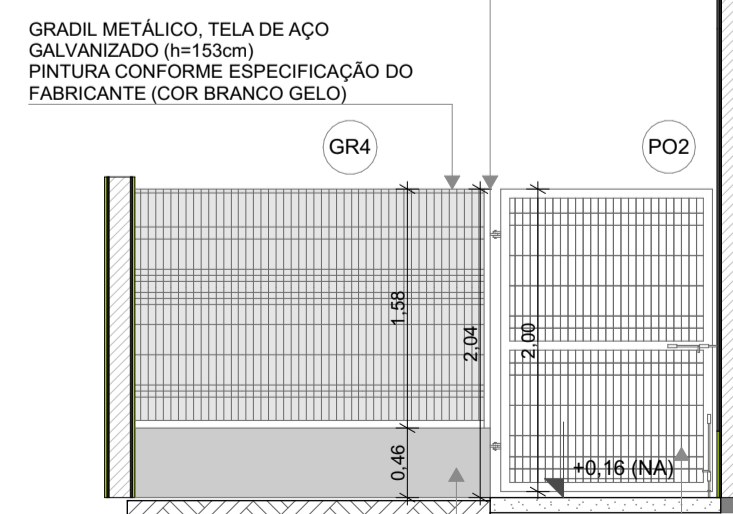 GRADIL METÁLICO, TELA DE AÇO
GALVANIZADO (h=153cm)
PINTURA CONFORME ESPECIFICAÇÃO DO
FABRICANTE (COR BRANCO GELO)
GR4
PO2
1,58
2,04
2,00
0,46
+0,16 (NA)